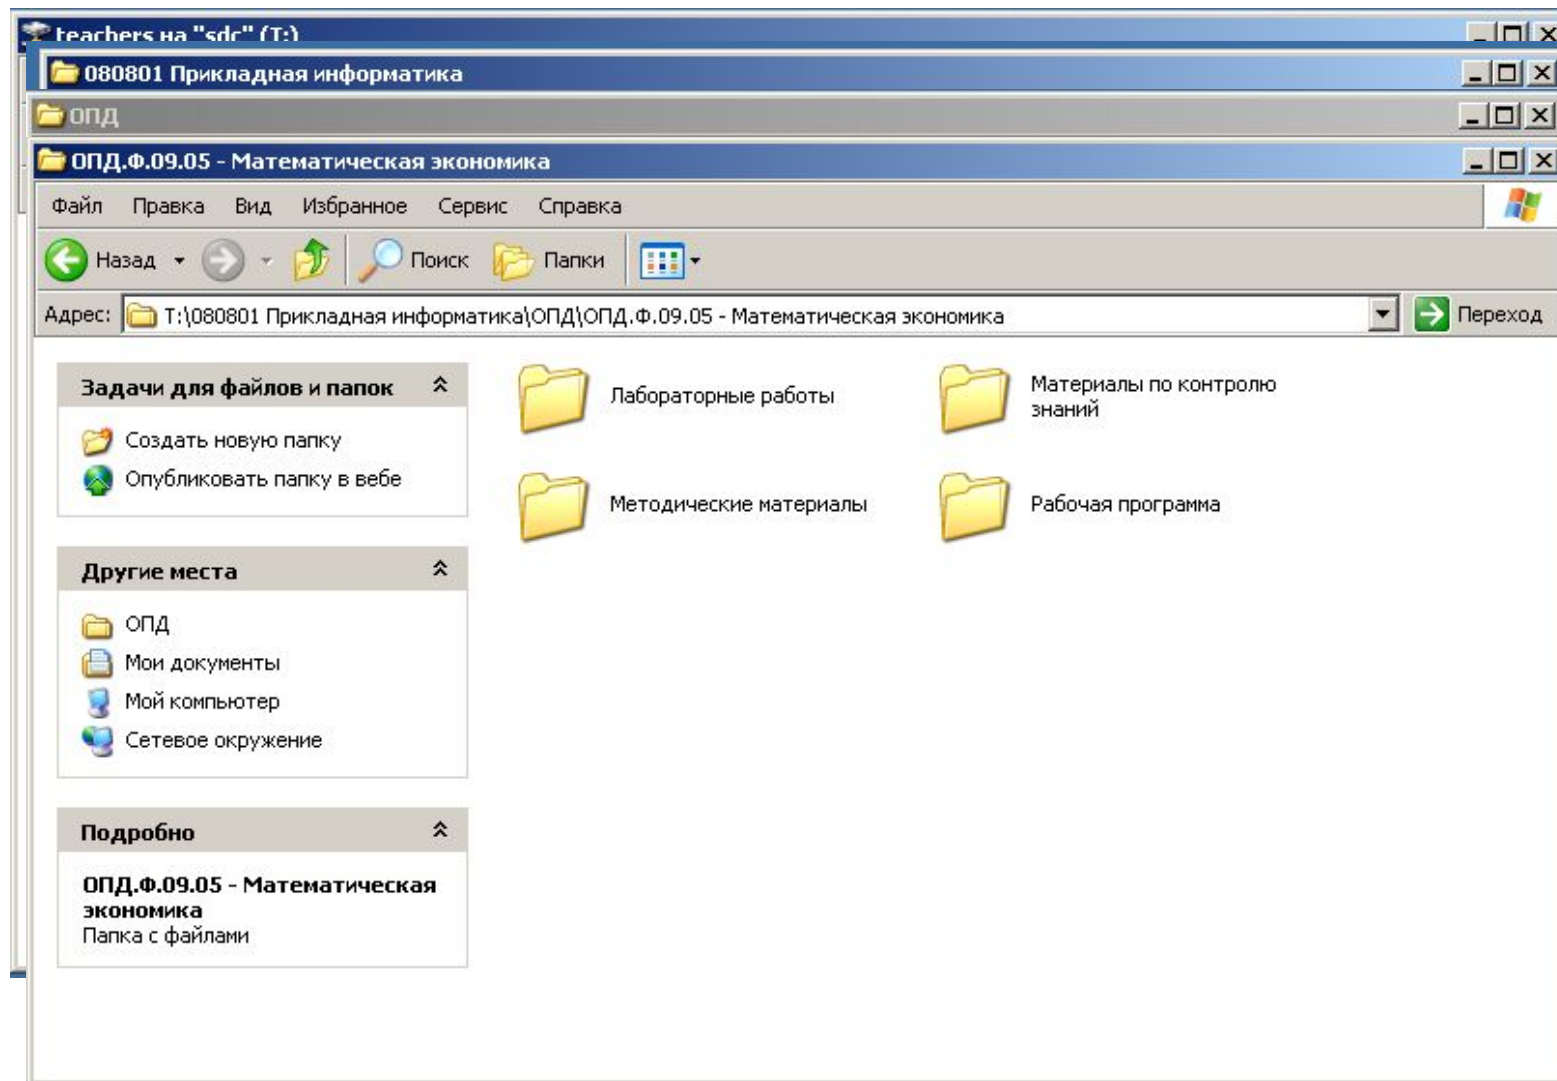 teachers на "sdc" (T:)
080801 Прикладная информатика
ОПД
ОПД.Ф.09.05 - Математическая экономика
Файл Правка Вид Избранное Сервис Справка
Назад Поиск Папки
Адрес: T:\080801 Прикладная информатика\ОПД\ОПД.Ф.09.05 - Математическая экономика Переход
Задачи для файлов и папок
Создать новую папку
Опубликовать папку в вебе
Другие места
ОПД
Мои документы
Мой компьютер
Сетевое окружение
Подробно
ОПД.Ф.09.05 - Математическая
экономика
Папка с файлами
Лабораторные работы
Материалы по контролю
знаний
Методические материалы
Рабочая программа